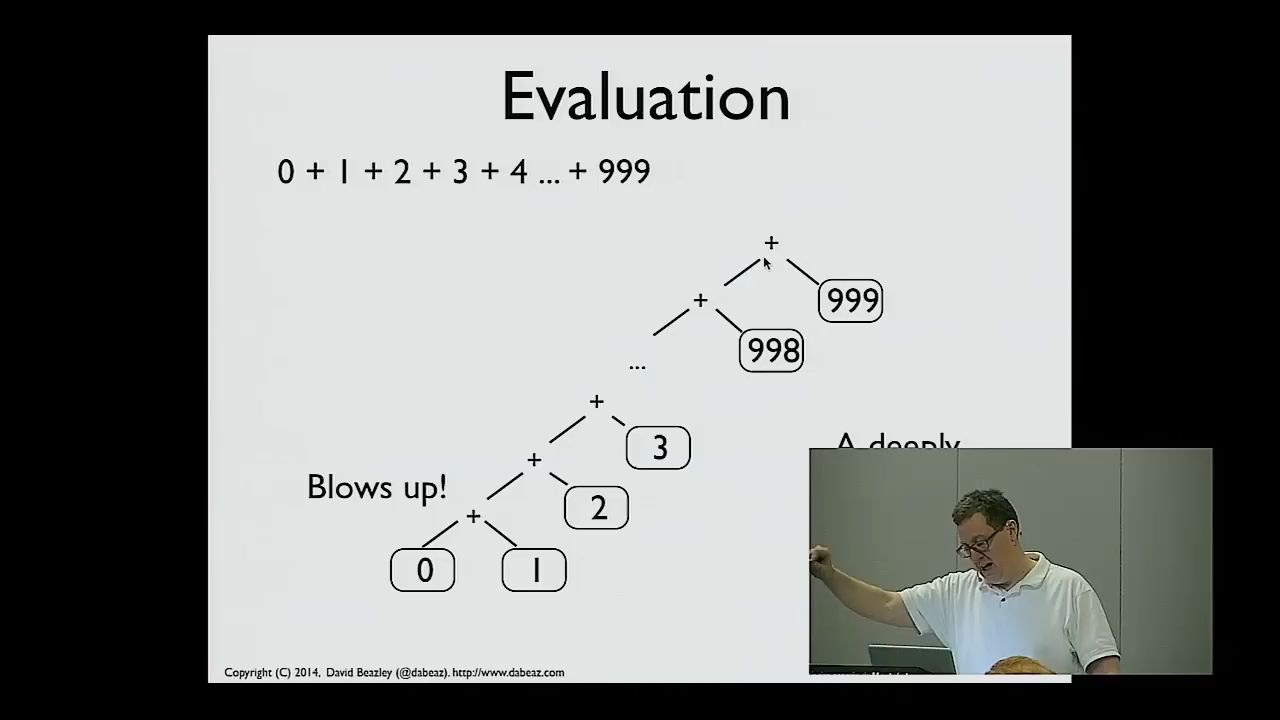 Evaluation
0 + 1 + 2 + 3 + 4 ... + 999
+
+
999
998
...
+
3
A deeply
+
Blows up!
2
+
0
1
Copyright (C) 2014, David Beazley (@dabeaz). http://www.dabeaz.com